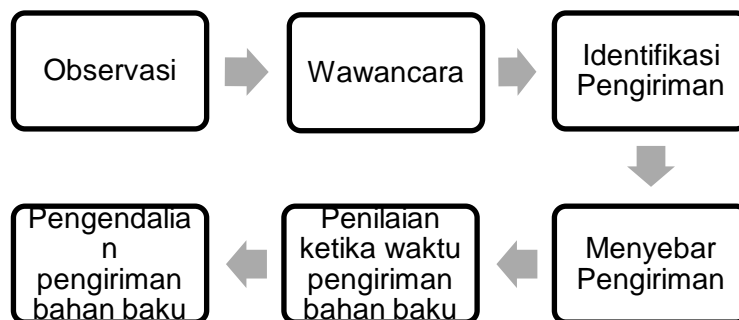 Observasi
Wawancara
Identifikasi
Pengiriman
Menyebar
Pengiriman
Penilaian
ketika waktu
pengiriman
bahan baku
Pengendalia
n
pengiriman
bahan baku